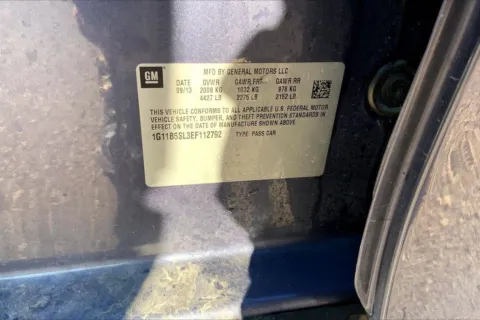 GM
MFD BY GENERAL MOTORS LLC
DATE GVWR GAWR FRT GAWR RR
09/13 2008 KG 1032 KG 976 KG
4427 LB 2275 LB 2152 LB
THIS VEHICLE CONFORMS TO ALL APPLICABLE U.S. FEDERAL MOTOR
VEHICLE SAFETY, BUMPER, AND THEFT PREVENTION STANDARDS
IN EFFECT ON THE DATE OF MANUFACTURE SHOWN ABOVE.
1G11B5SL3EF112792 TYPE: PASS CAR